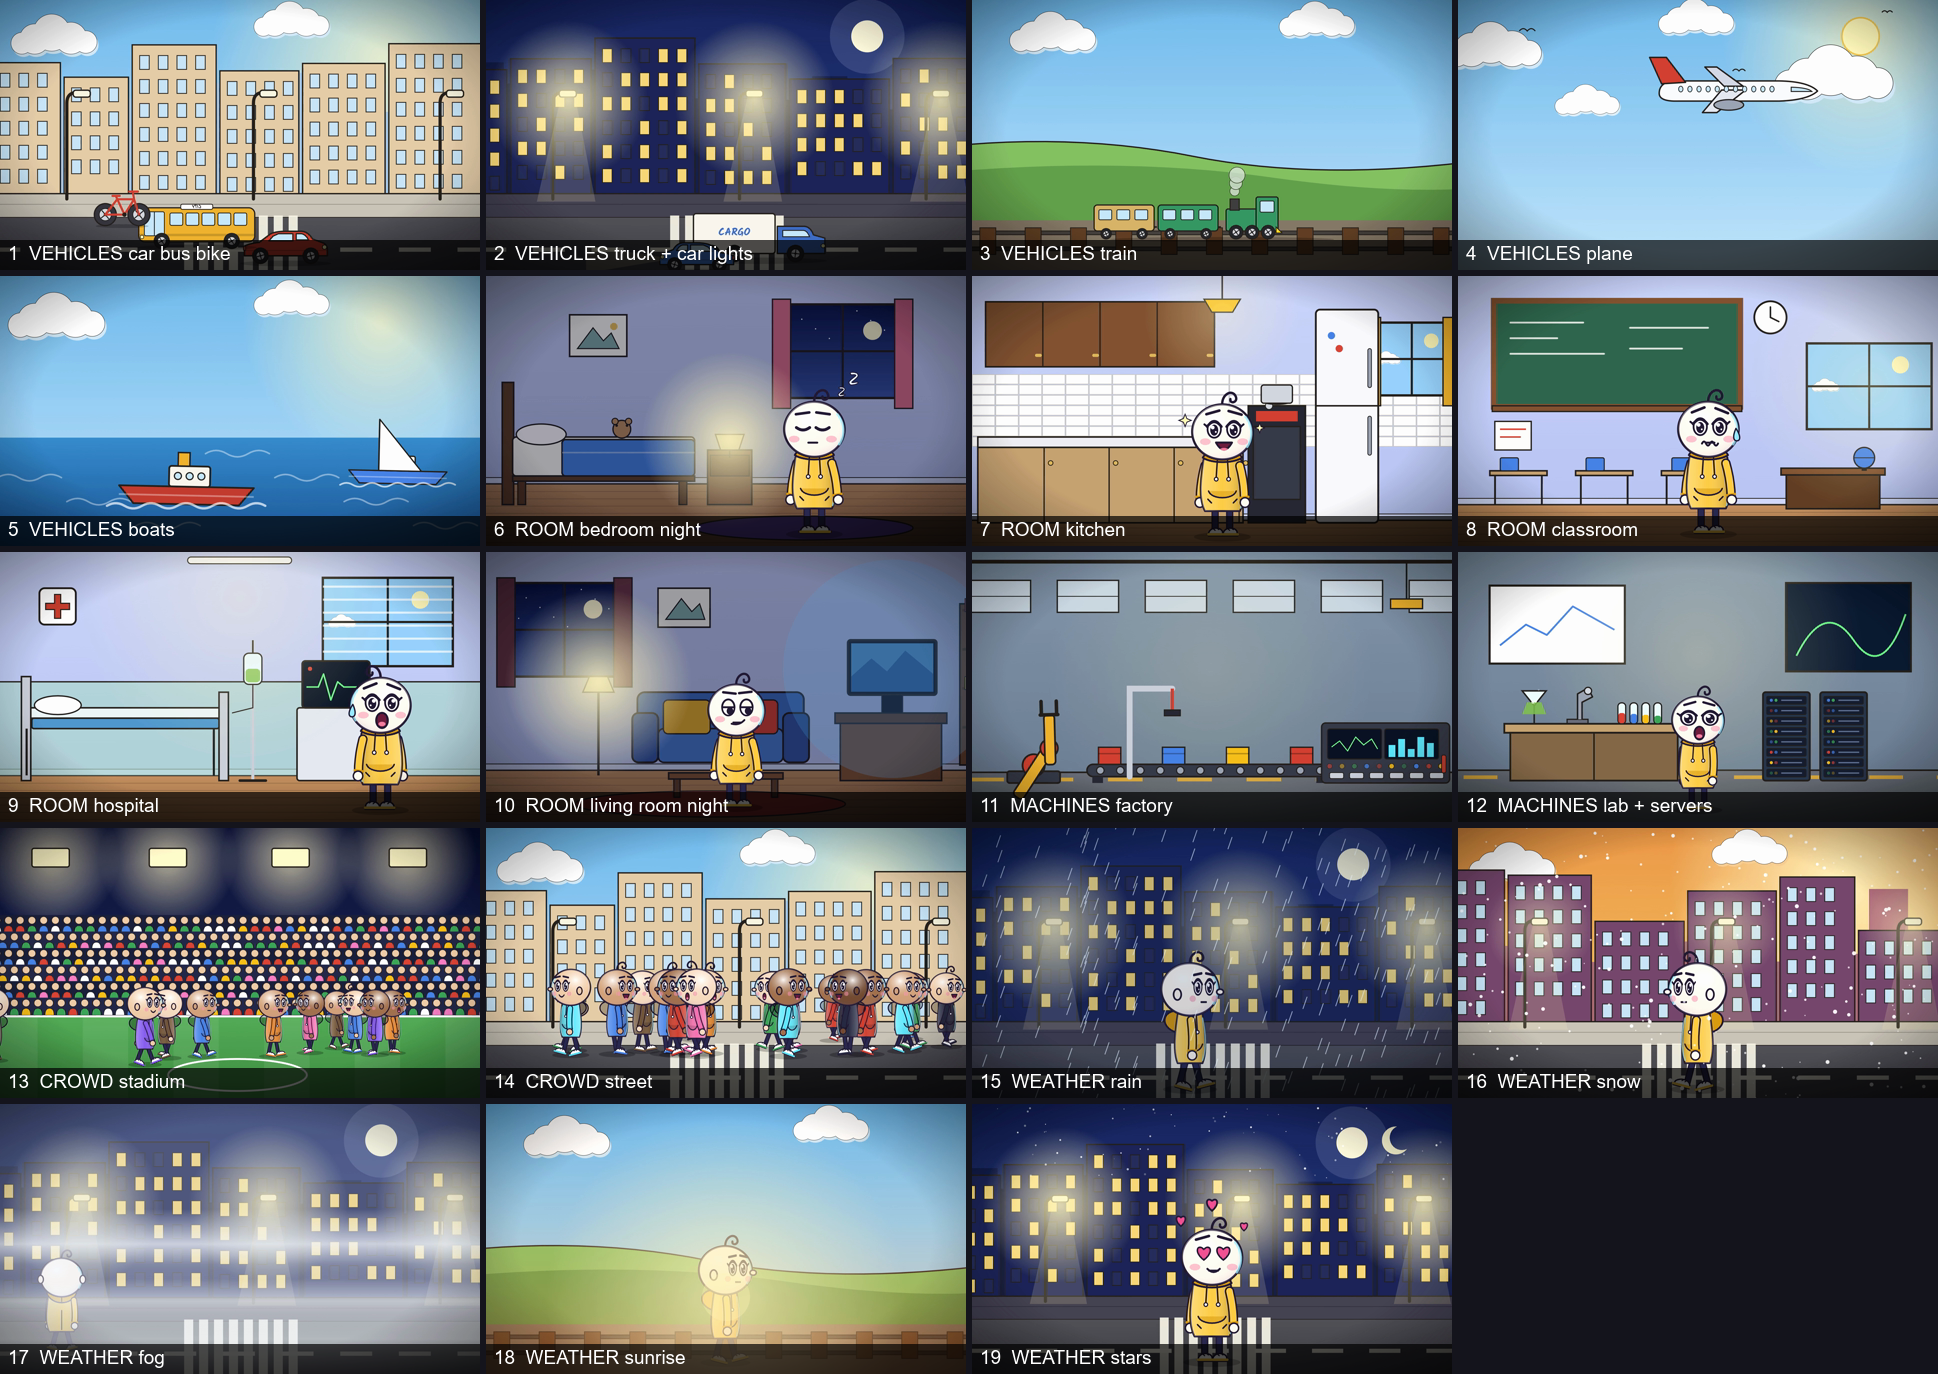 1 VEHICLES car bus bike
2 VEHICLES truck + car lights
CARGO
3 VEHICLES train
4 VEHICLES plane
5 VEHICLES boats
6 ROOM bedroom night
z
z
7 ROOM kitchen
8 ROOM classroom
9 ROOM hospital
10 ROOM living room night
11 MACHINES factory
12 MACHINES lab + servers
13 CROWD stadium
14 CROWD street
15 WEATHER rain
16 WEATHER snow
17 WEATHER fog
18 WEATHER sunrise
19 WEATHER stars